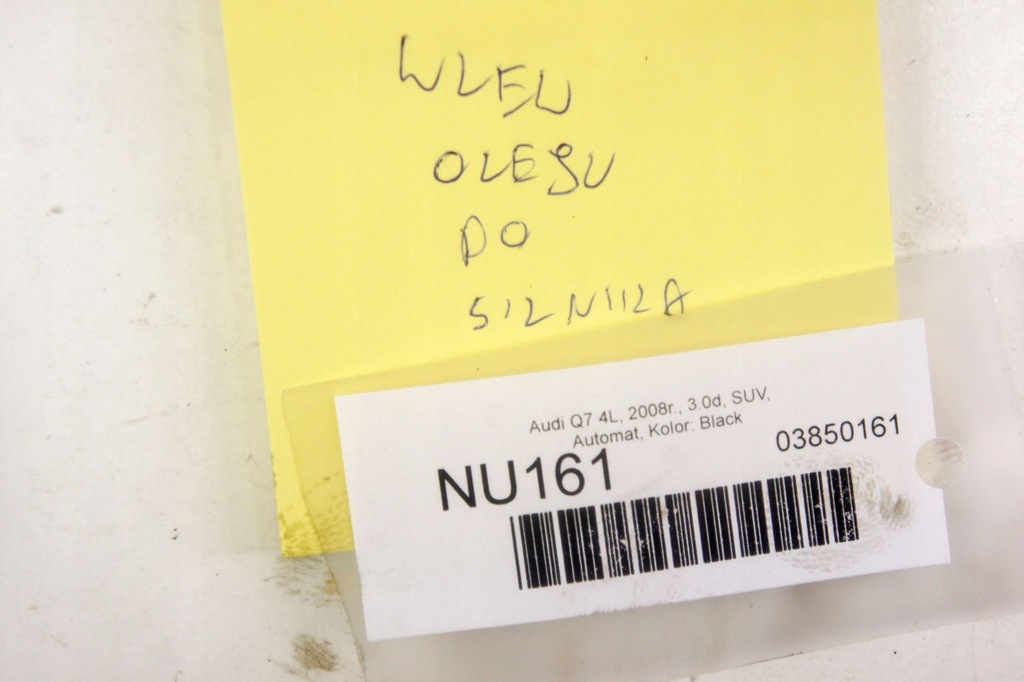 WLEW
OLEJU
DO
SILNIKA
Audi Q7 4L, 2008r., 3.0d, SUV,
Automat, Kolor: Black
NU161
03850161